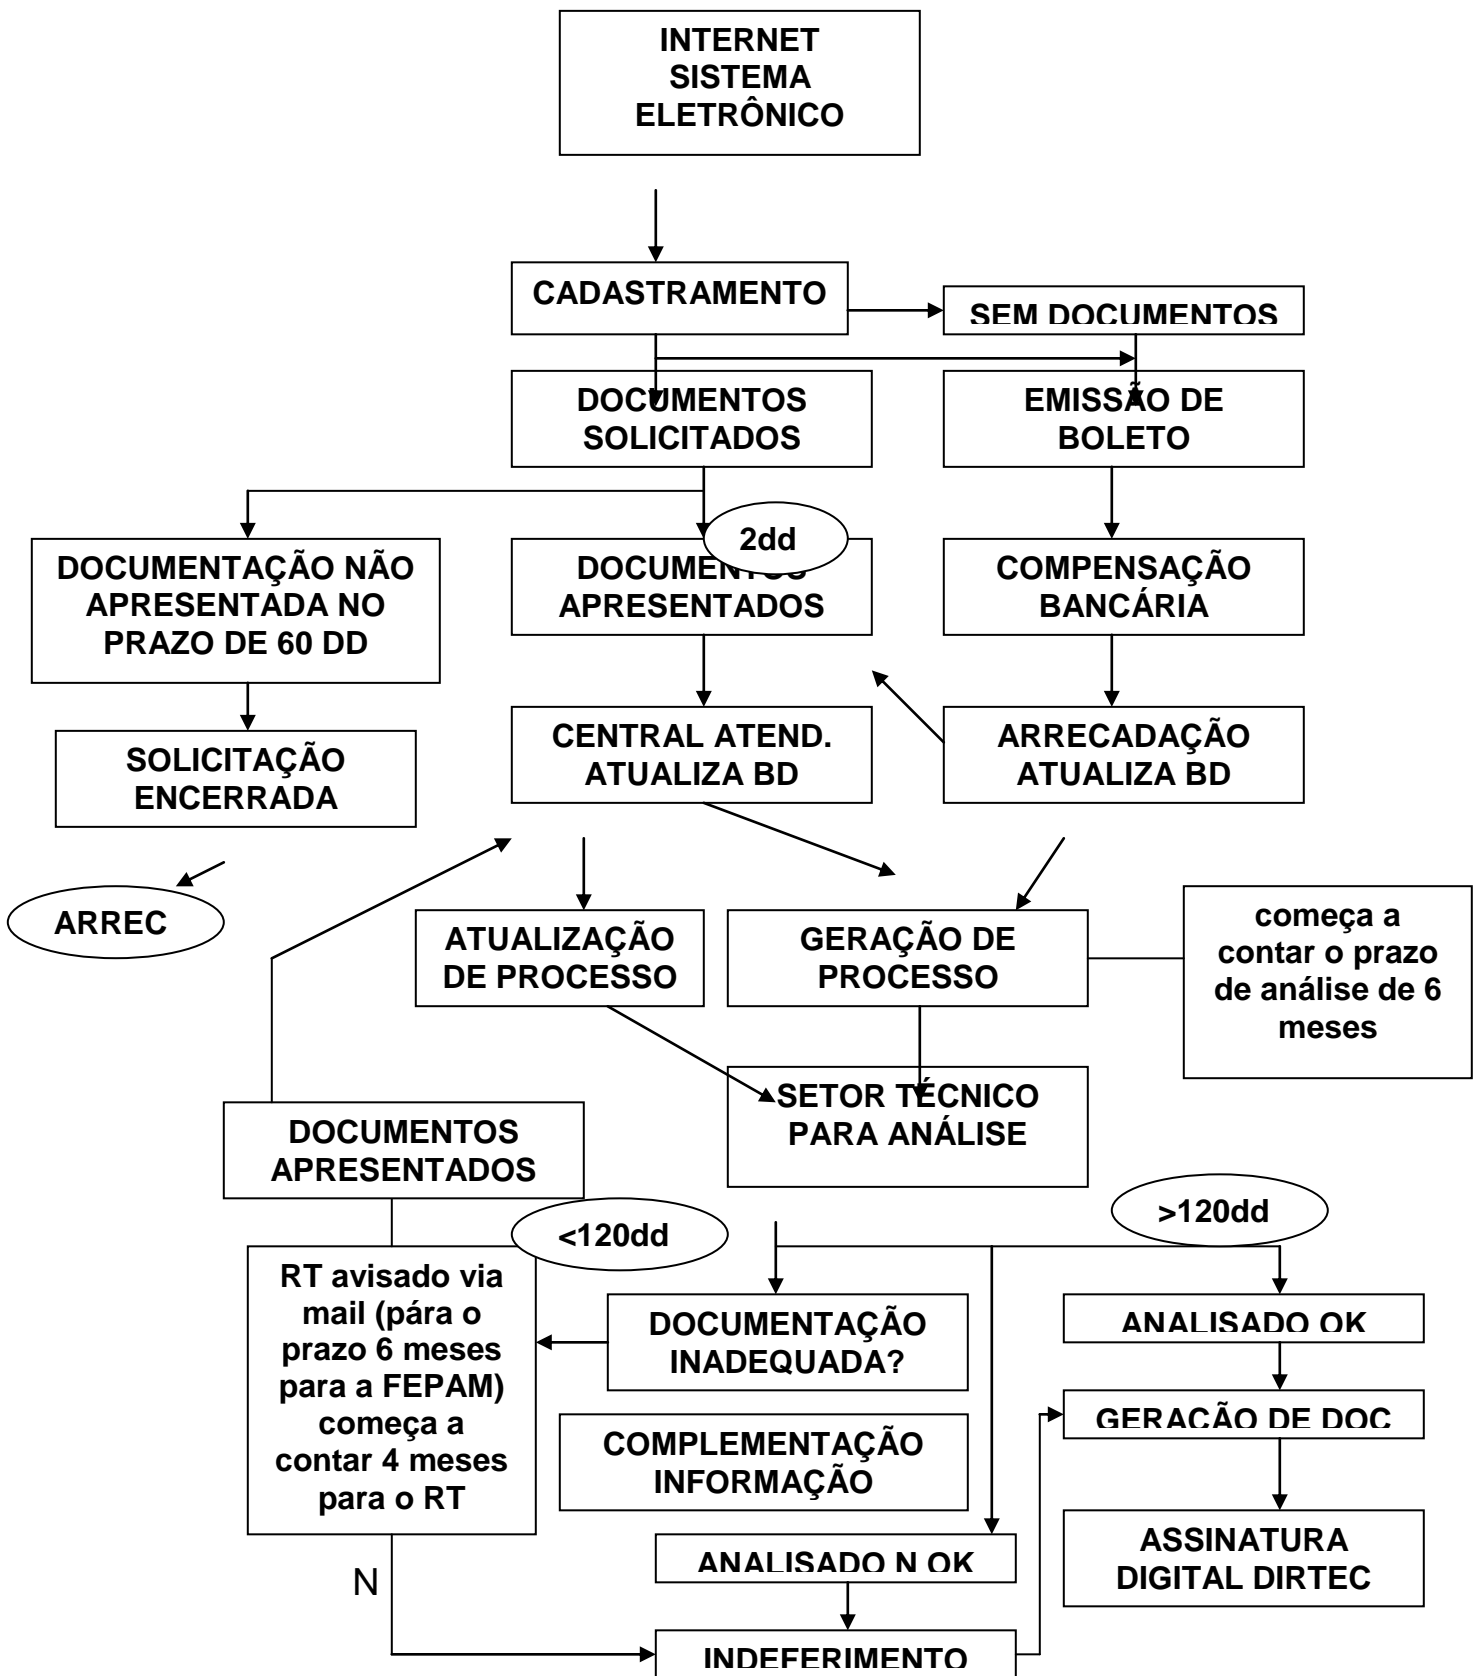 INTERNET
SISTEMA
ELETRÔNICO
CADASTRAMENTO
SEM DOCUMENTOS
DOCUMENTOS
SOLICITADOS
EMISSÃO DE
BOLETO
2dd
DOCUMENTAÇÃO NÃO
APRESENTADA NO
PRAZO DE 60 DD
DOCUMENTOS
APRESENTADOS
COMPENSAÇÃO
BANCÁRIA
SOLICITAÇÃO
ENCERRADA
CENTRAL ATEND.
ATUALIZA BD
ARRECADAÇÃO
ATUALIZA BD
ARREC
ATUALIZAÇÃO
DE PROCESSO
GERAÇÃO DE
PROCESSO
começa a
contar o prazo
de análise de 6
meses
SETOR TÉCNICO
PARA ANÁLISE
DOCUMENTOS
APRESENTADOS
<120dd
>120dd
RT avisado via
mail (pára o
prazo 6 meses
para a FEPAM)
começa a
contar 4 meses
para o RT
DOCUMENTAÇÃO
INADEQUADA?
ANALISADO OK
COMPLEMENTAÇÃO
INFORMAÇÃO
GERAÇÃO DE DOC
ANALISADO N OK
ASSINATURA
DIGITAL DIRTEC
N
INDEFERIMENTO